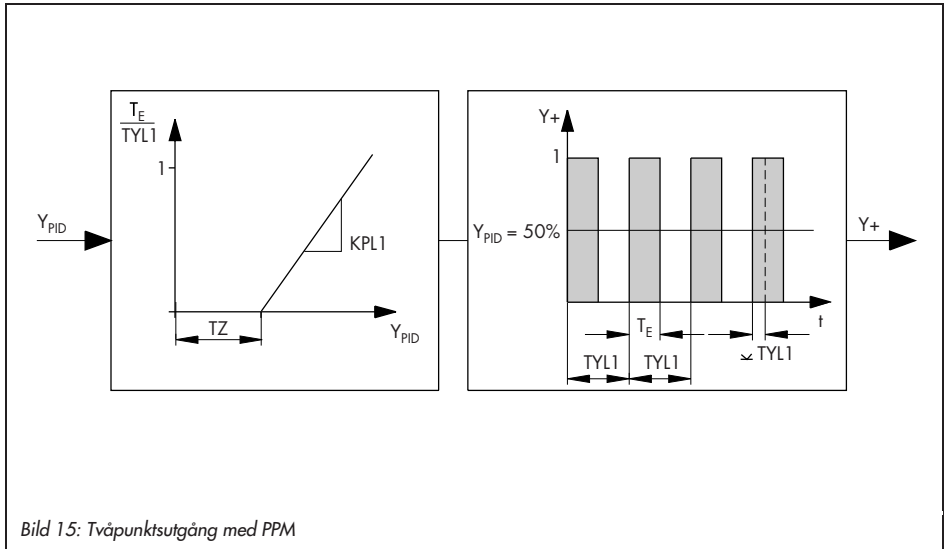 T_E
TYL1
1
Y_PID
KPL1
TZ
Y_PID
Y+
1
Y_PID = 50%
Y+
t
T_E
TYL1
TYL1
TYL1
Bild 15: Tvåpunktsutgång med PPM